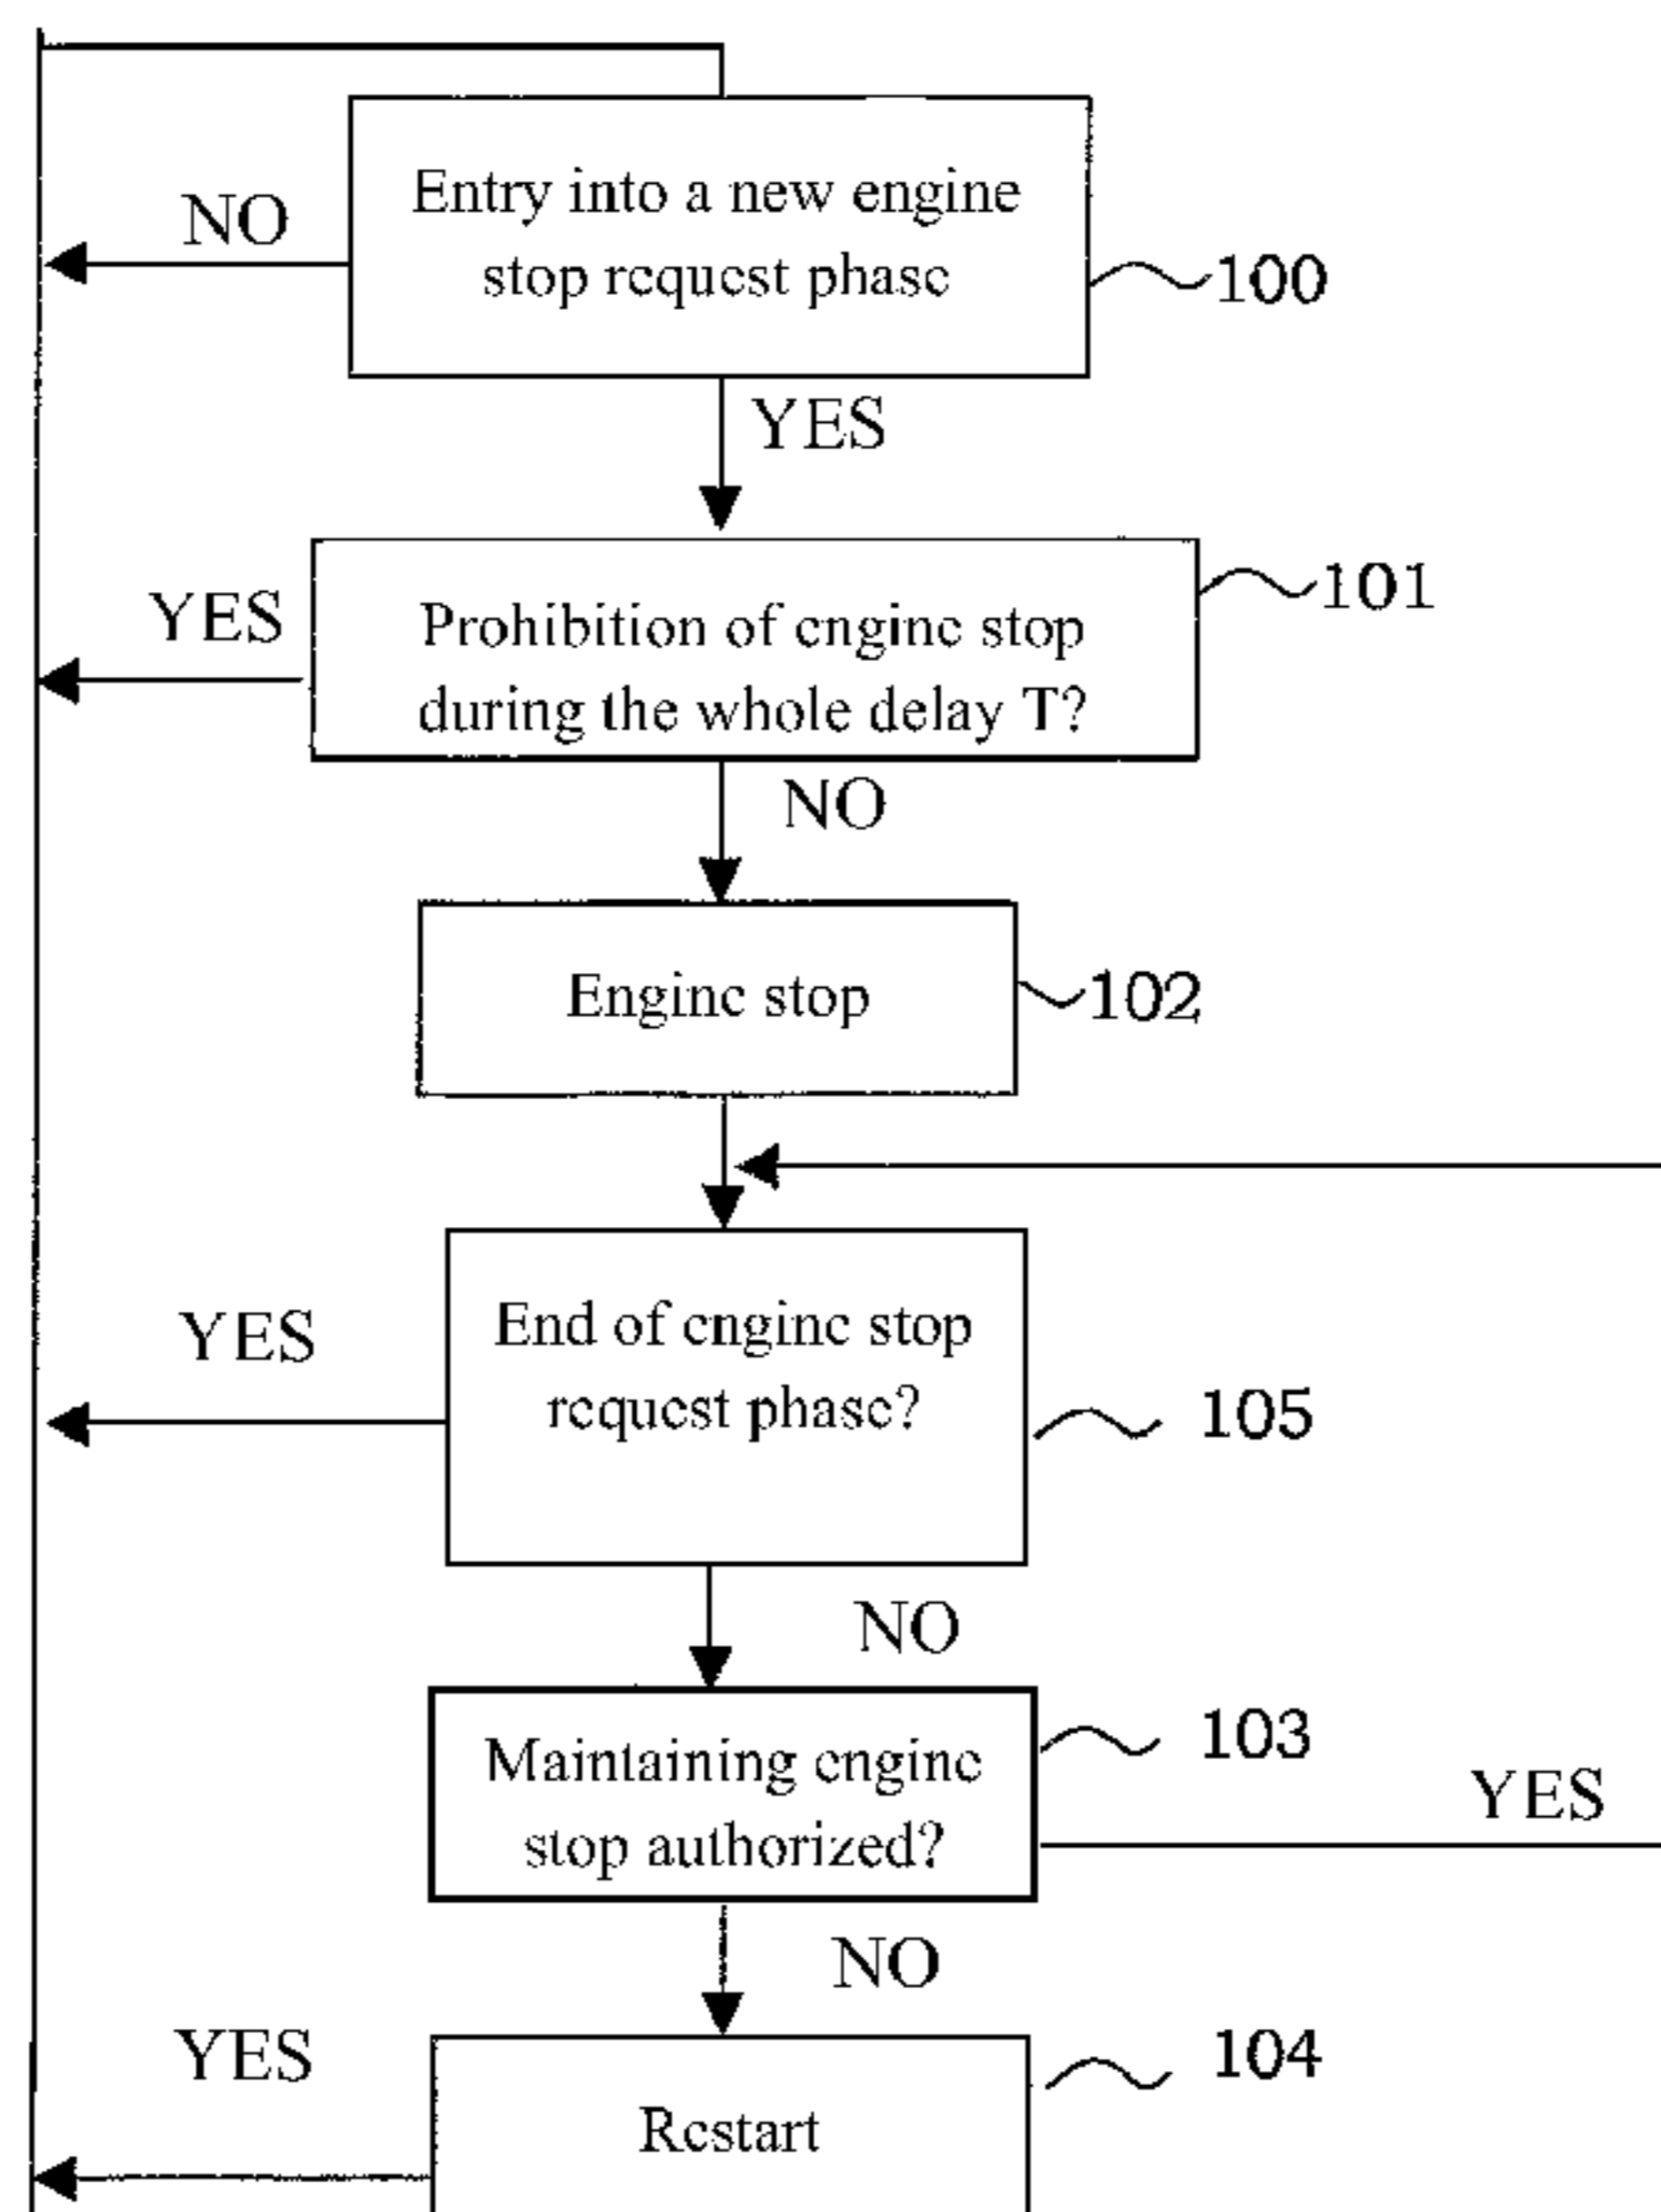 Entry into a new engine
stop request phase
NO
100
YES
Prohibition of engine stop
during the whole delay T?
101
YES
NO
Engine stop
102
End of engine stop
request phase?
YES
105
NO
Maintaining engine
stop authorized?
103
YES
NO
YES
Restart
104